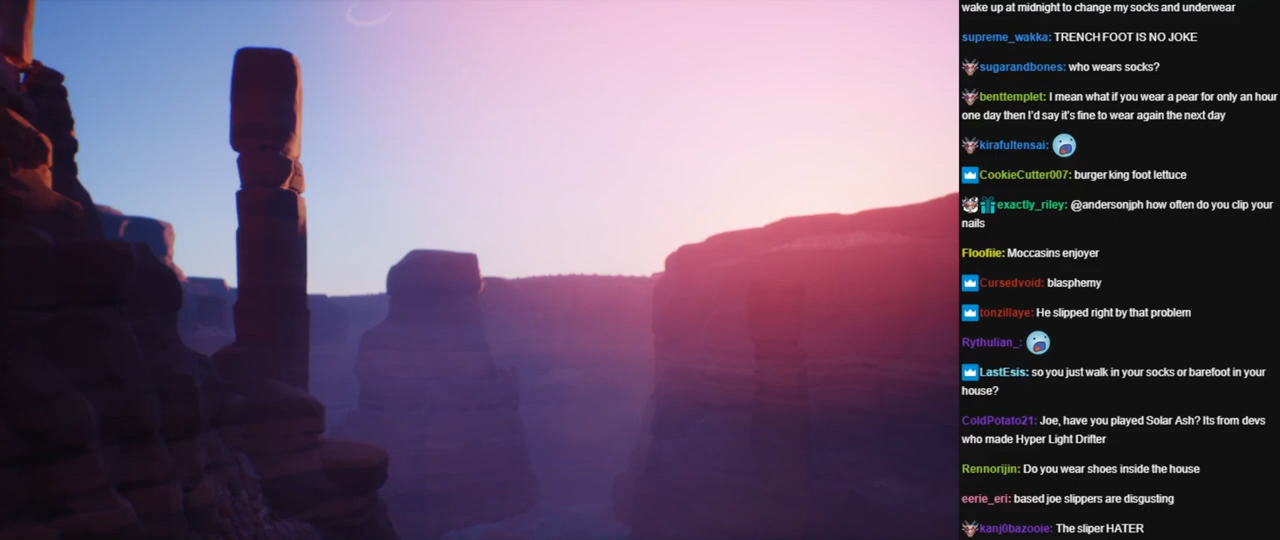 wake up at midnight to change my socks and underwear
supreme_wakka: TRENCH FOOT IS NO JOKE
sugarandbones: who wears socks?
benttemplet: I mean what if you wear a pear for only an hour
one day then I'd say it's fine to wear again the next day
kirafultensai:
CookieCutter007: burger king foot lettuce
exactly_riley: @andersonjph how often do you clip your
nails
Floofiie: Moccasins enjoyer
Cursedvoid: blasphemy
tonzillaye: He slipped right by that problem
Rythulian_:
LastEsis: so you just walk in your socks or barefoot in your
house?
ColdPotato21: Joe, have you played Solar Ash? Its from devs
who made Hyper Light Drifter
Rennorijin: Do you wear shoes inside the house
eerie_eri: based joe slippers are disgusting
kanj0bazooie: The sliper HATER